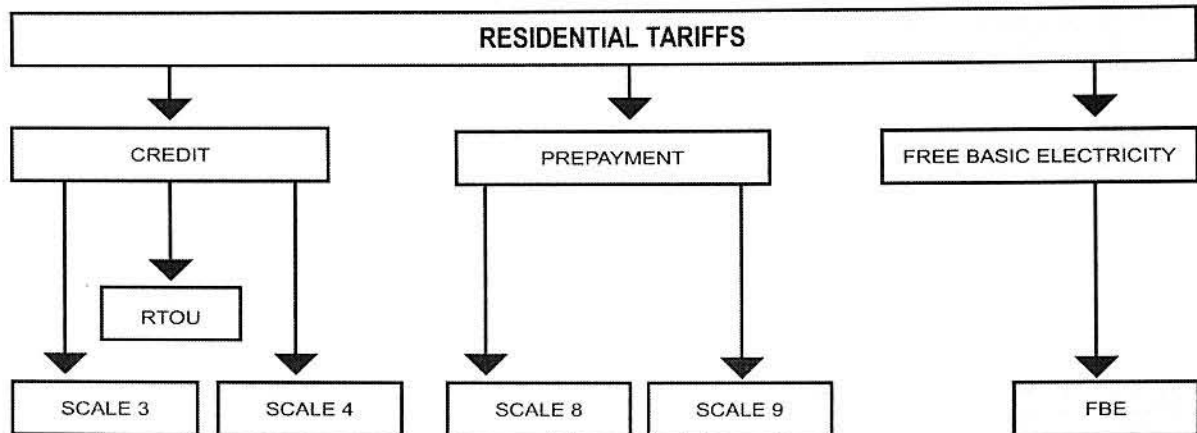 RESIDENTIAL TARIFFS
CREDIT
PREPAYMENT
FREE BASIC ELECTRICITY
RTOU
SCALE 3
SCALE 4
SCALE 8
SCALE 9
FBE